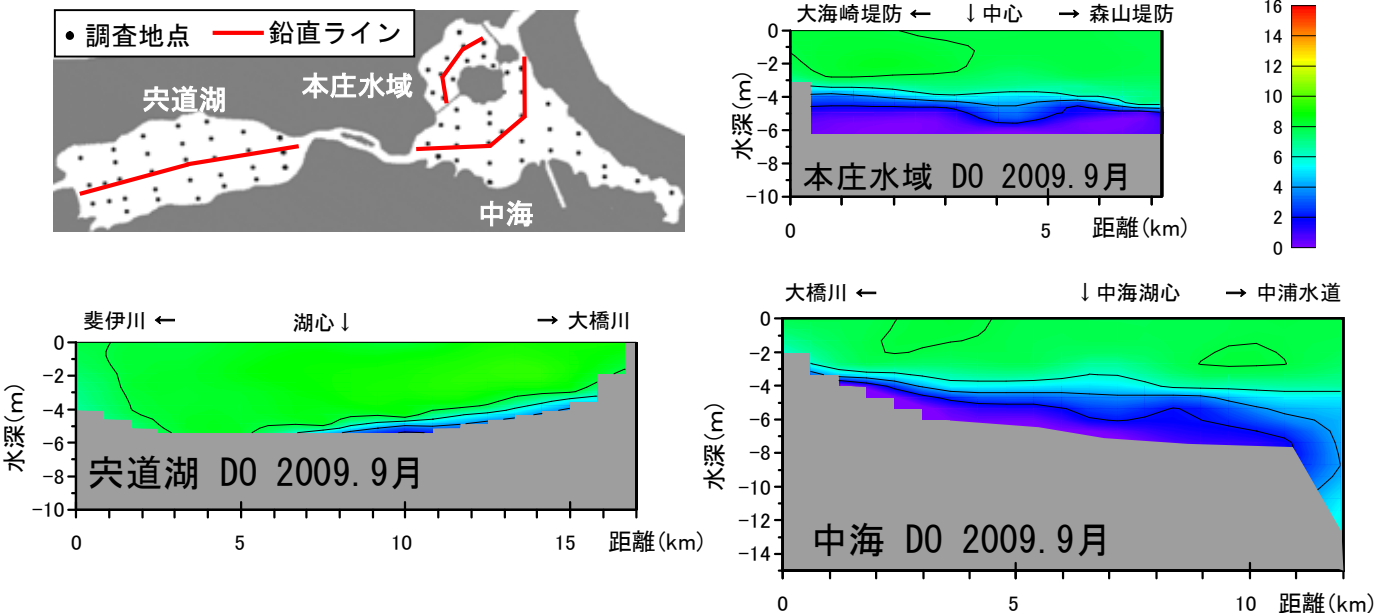 • 調査地点 ━ 鉛直ライン
宍道湖
本庄水域
中海
大海崎堤防 ← ↓中心 → 森山堤防
水深(m)
0
-2
-4
-6
-8
-10
本庄水域 DO 2009.9月
0 5 距離(km)
16
14
12
10
8
6
4
2
0
斐伊川 ← 湖心↓ → 大橋川
水深(m)
0
-2
-4
-6
-8
-10
宍道湖 DO 2009.9月
0 5 10 15 距離(km)
大橋川 ← ↓中海湖心 → 中浦水道
水深(m)
0
-2
-4
-6
-8
-10
-12
-14
中海 DO 2009.9月
0 5 10 距離(km)